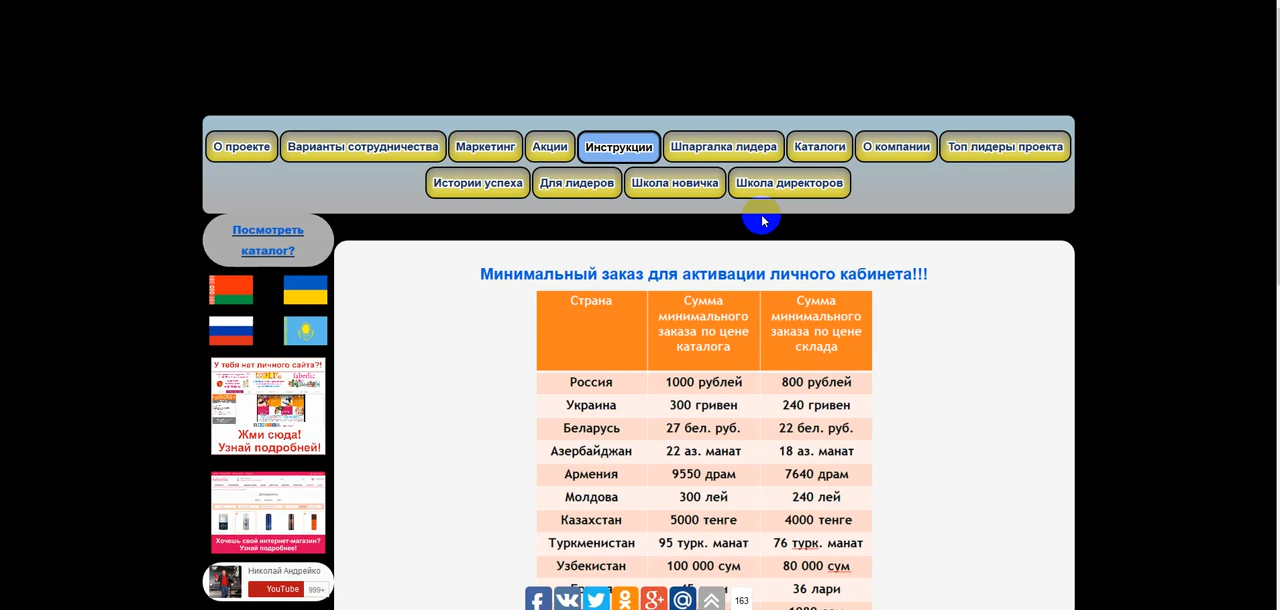 О проекте Варианты сотрудничества Маркетинг Акции Инструкции Шпаргалка лидера Каталоги О компании Топ лидеры проекта
Истории успеха Для лидеров Школа новичка Школа директоров
Посмотреть
каталог?
У тебя нет личного сайта?!
faberlic
Жми сюда!
Узнай подробней!
Хочешь свой интернет-магазин?
Узнай подробнее!
Николай Андрейко
YouTube 999+
Минимальный заказ для активации личного кабинета!!!
Страна Сумма минимального заказа по цене каталога Сумма минимального заказа по цене склада
Россия 1000 рублей 800 рублей
Украина 300 гривен 240 гривен
Беларусь 27 бел. руб. 22 бел. руб.
Азербайджан 22 аз. манат 18 аз. манат
Армения 9550 драм 7640 драм
Молдова 300 лей 240 лей
Казахстан 5000 тенге 4000 тенге
Туркменистан 95 турк. манат 76 турк. манат
Узбекистан 100 000 сум 80 000 сум
36 лари
163